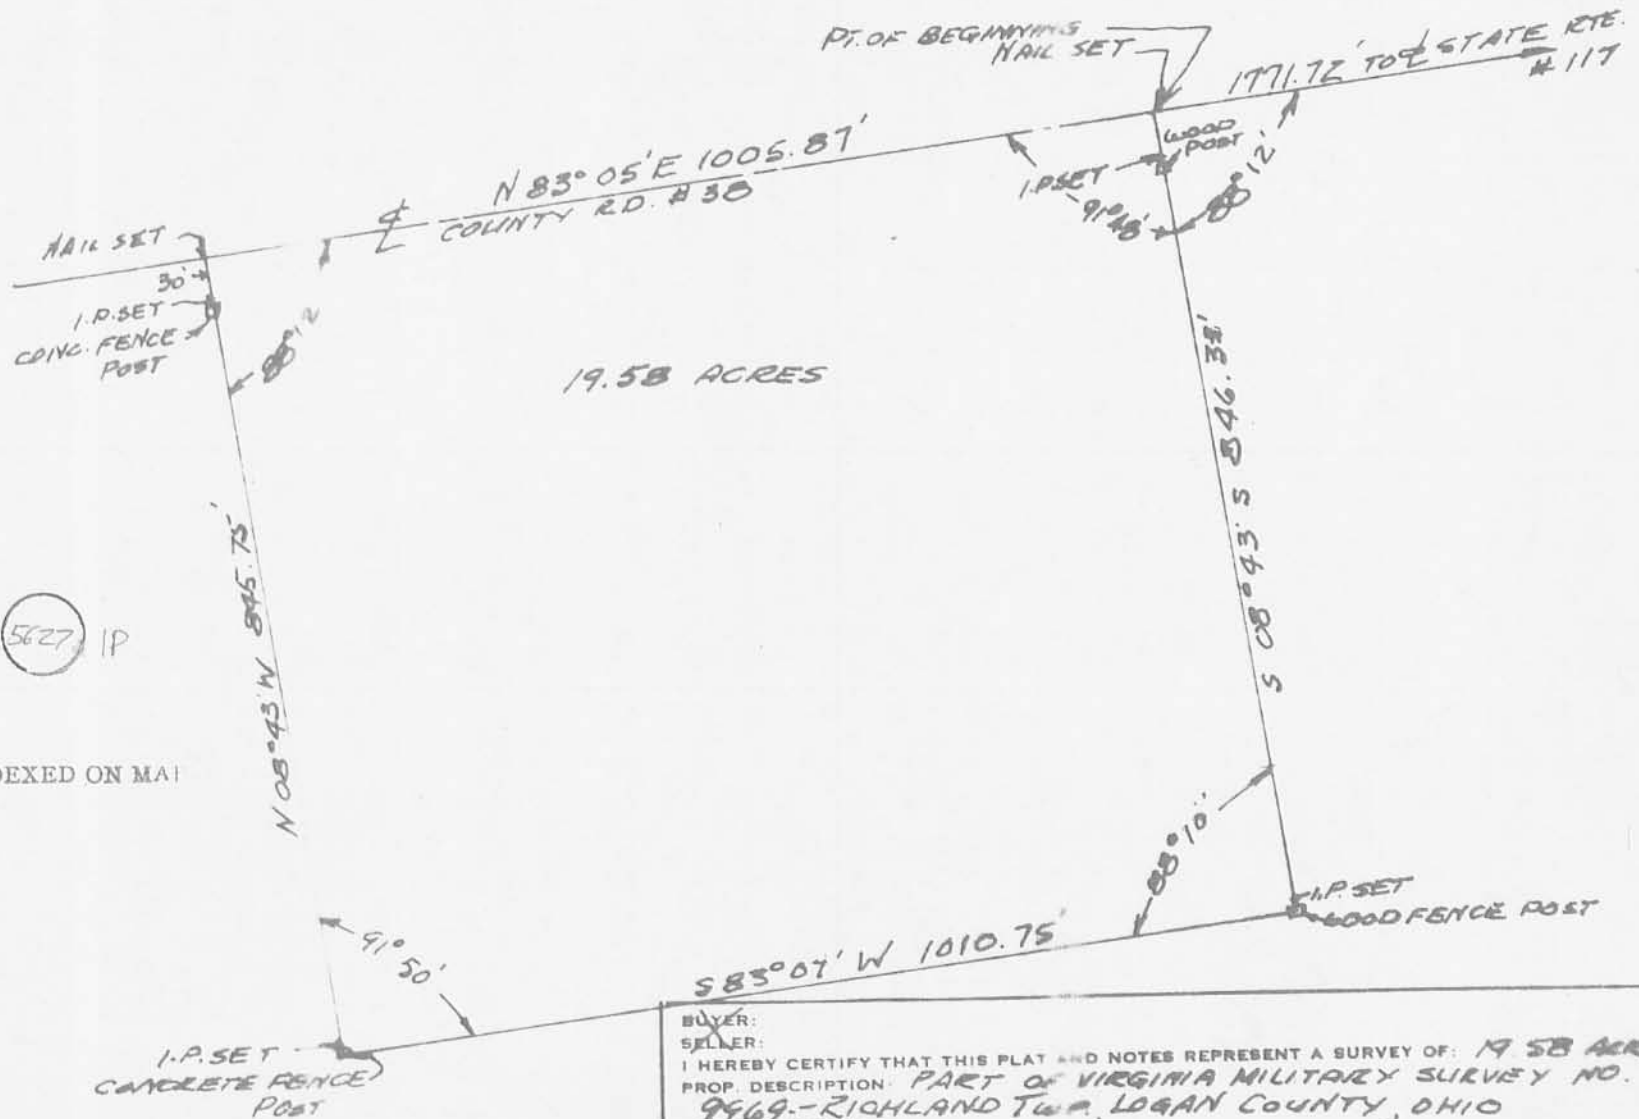 PT. OF BEGINNING
NAIL SET
1771.72' TO ℄ STATE RTE.
# 117
WOOD
POST
I.P. SET
88° 12'
91° 48'
N 83° 05' E 1005.87'
℄ COUNTY RD. # 38
NAIL SET
30'
I.P. SET
CONC. FENCE
POST
88° 12'
19.58 ACRES
S 08° 43' S 846.38'
N 08° 43' W 845.75'
5627 IP
DEXED ON MA
88° 10'
I.P. SET
WOOD FENCE POST
91° 50'
S 83° 07' W 1010.75'
I.P. SET
CONCRETE FENCE
POST
BUYER:
SELLER:
I HEREBY CERTIFY THAT THIS PLAT AND NOTES REPRESENT A SURVEY OF: 19.58 ACR
PROP. DESCRIPTION: PART OF VIRGINIA MILITARY SURVEY NO.
9969.-RICHLAND TWP. LOGAN COUNTY, OHIO